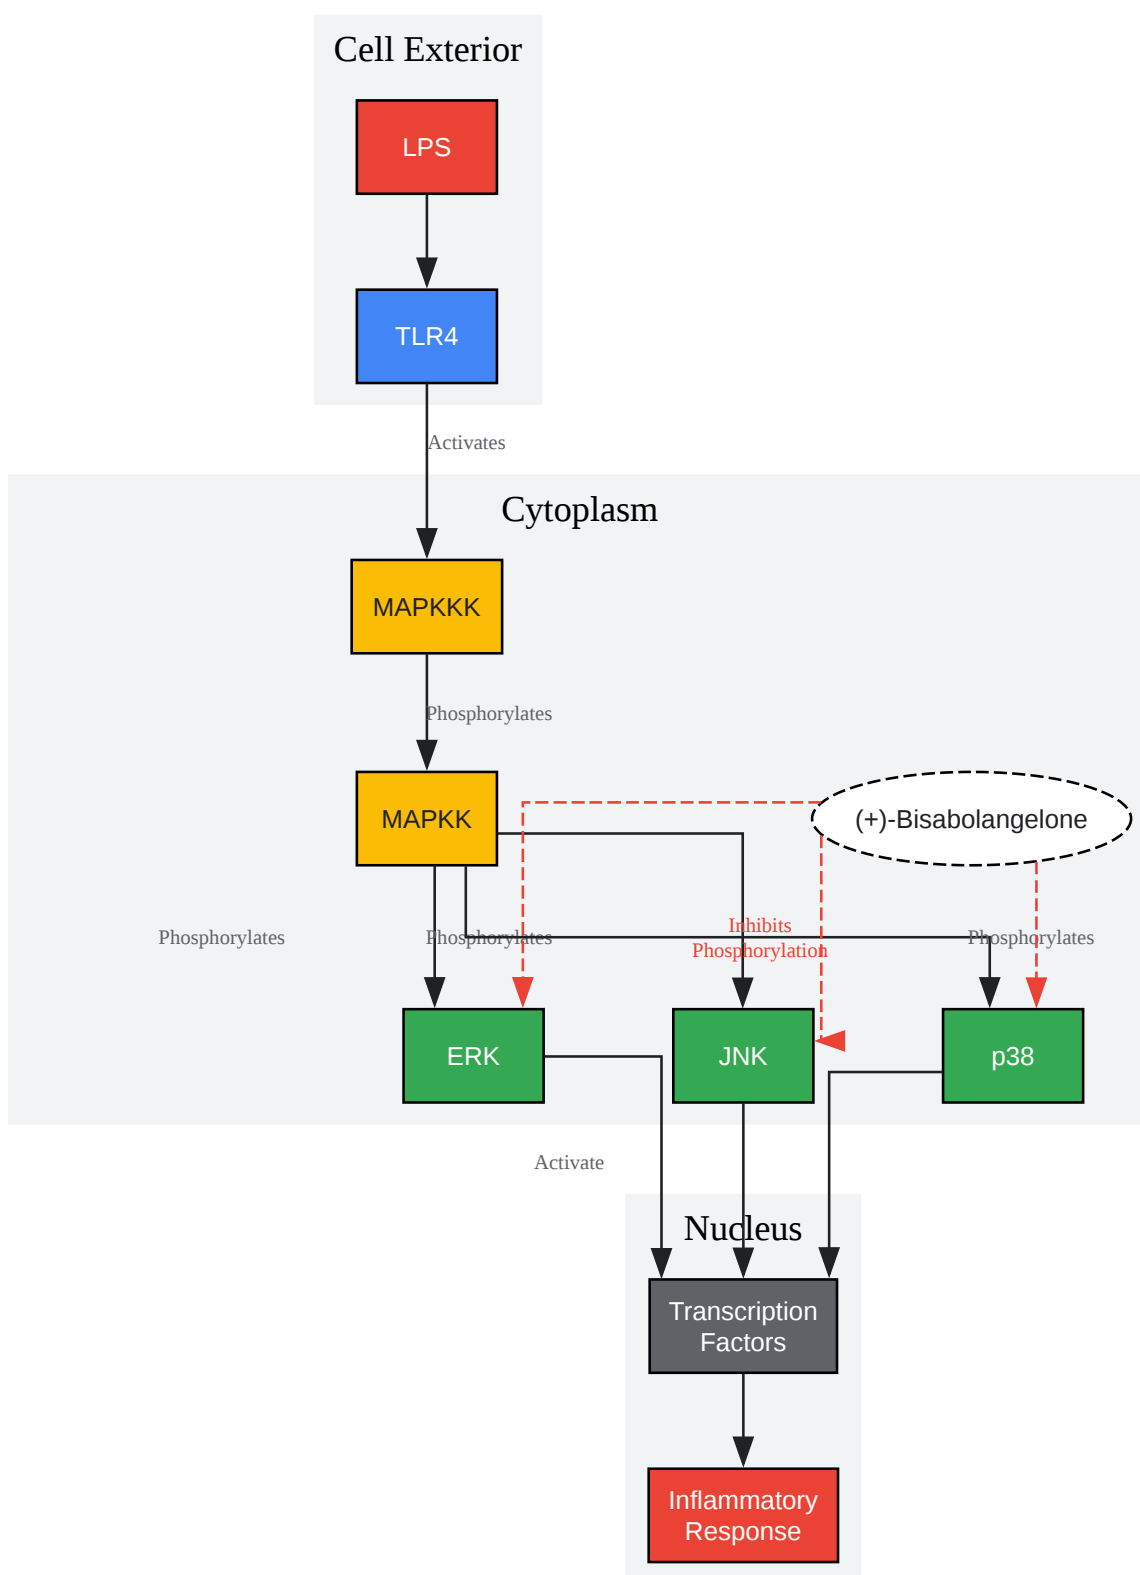 Cell Exterior
LPS
TLR4
Activates
Cytoplasm
MAPKKK
Phosphorylates
MAPKK
(+)-Bisabolangelone
Phosphorylates
Phosphorylates
Inhibits
Phosphorylation
Phosphorylates
ERK
JNK
p38
Activate
Nucleus
Transcription
Factors
Inflammatory
Response